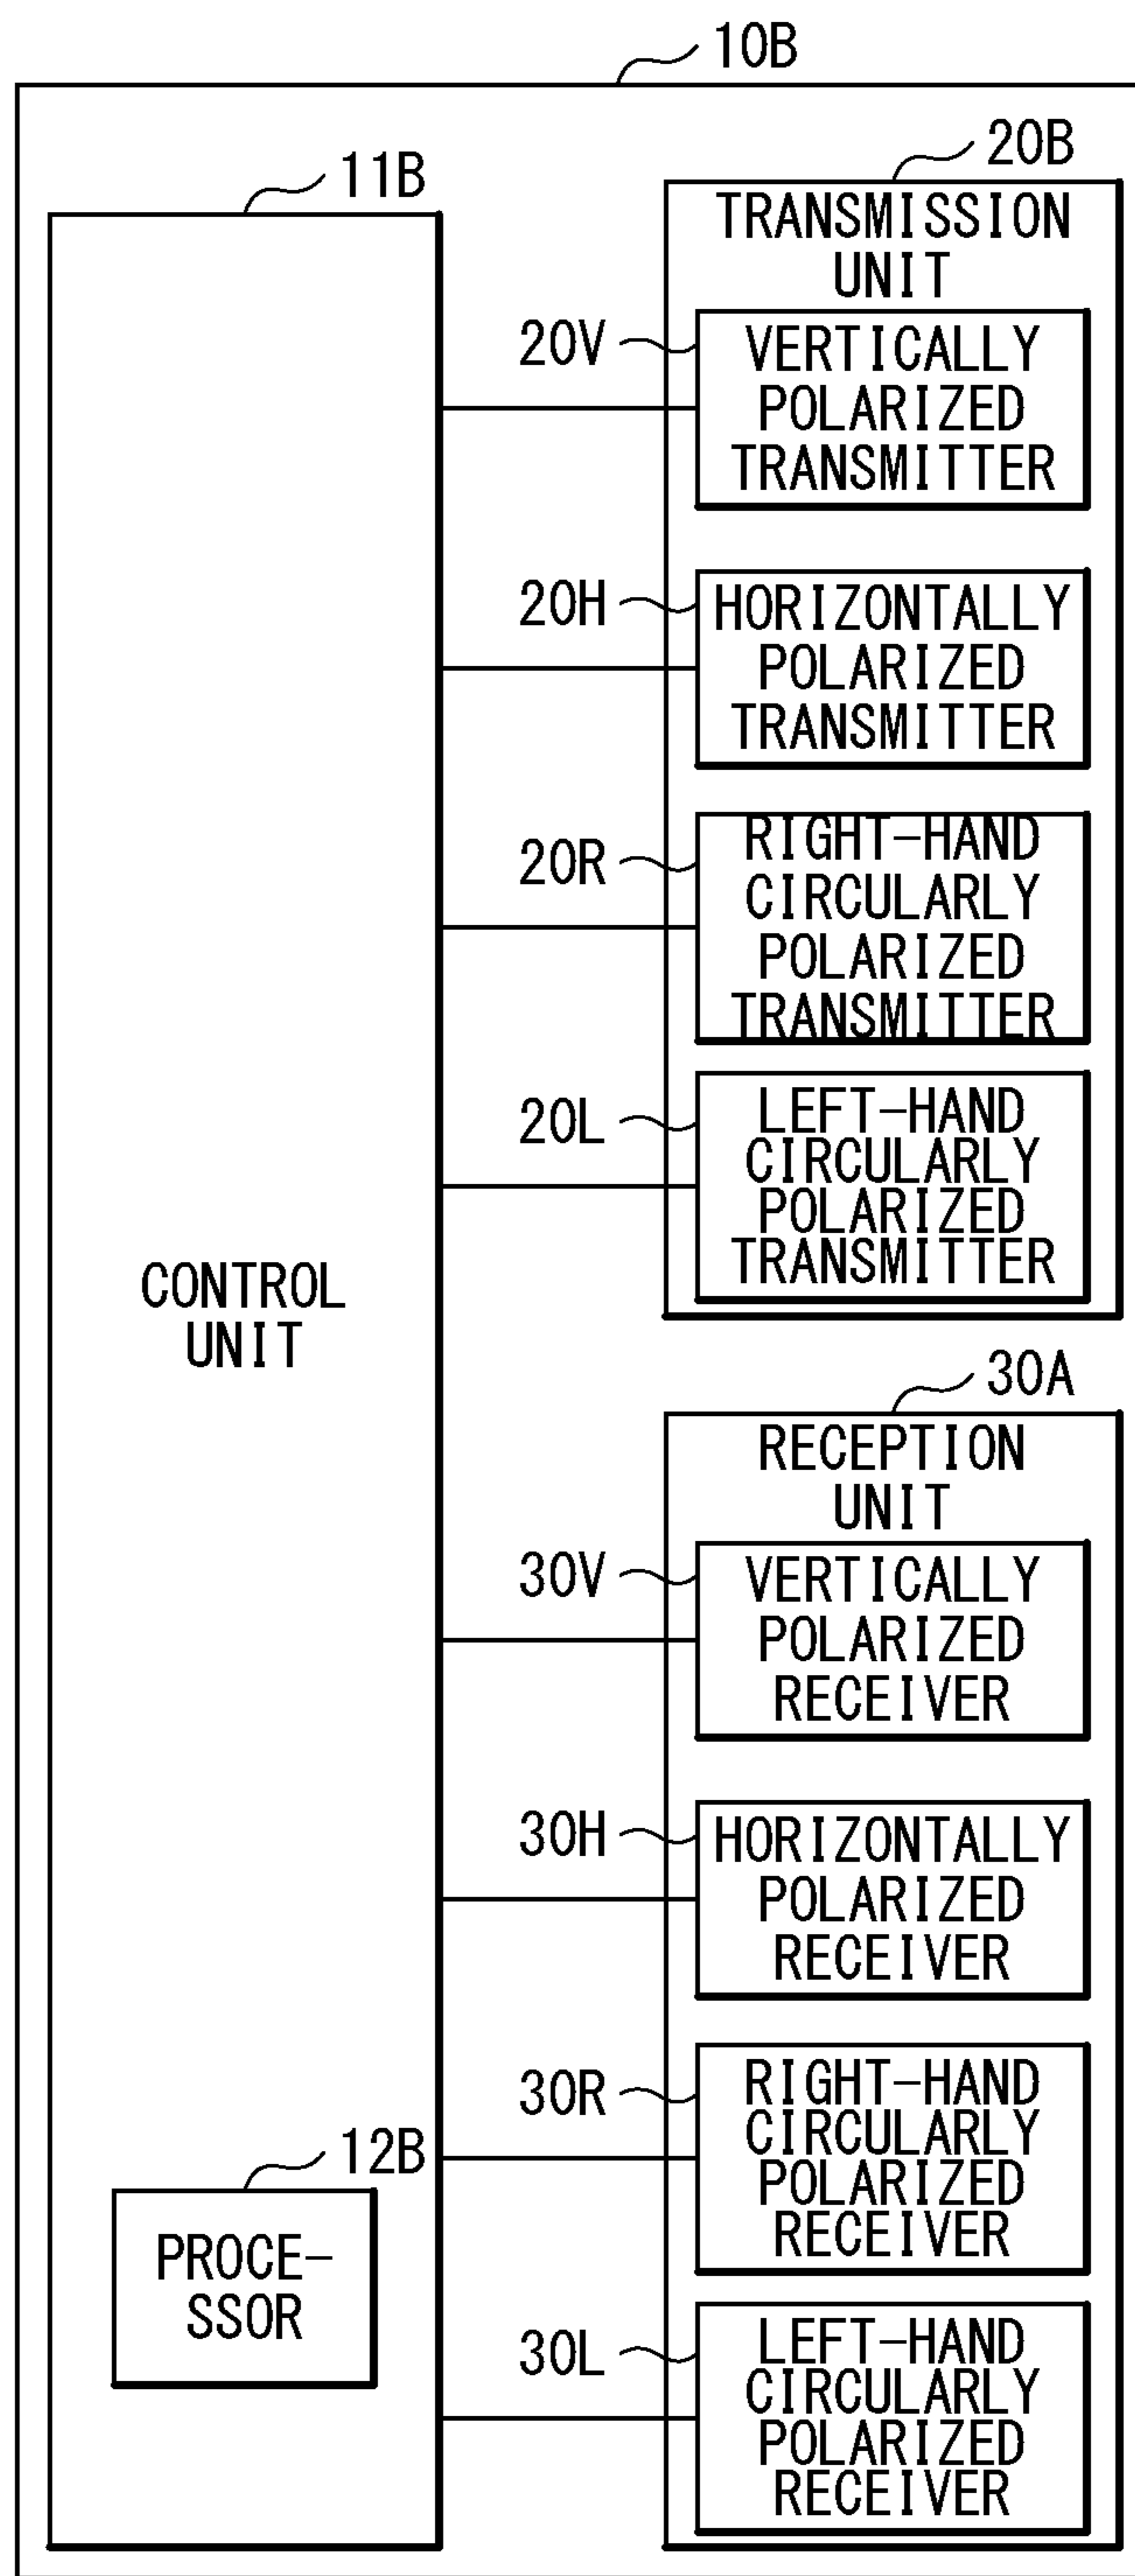 10B
11B
CONTROL
UNIT
12B
PROCE-
SSOR
20B
TRANSMISSION
UNIT
20V
VERTICALLY
POLARIZED
TRANSMITTER
20H
HORIZONTALLY
POLARIZED
TRANSMITTER
20R
RIGHT-HAND
CIRCULARLY
POLARIZED
TRANSMITTER
20L
LEFT-HAND
CIRCULARLY
POLARIZED
TRANSMITTER
30A
RECEPTION
UNIT
30V
VERTICALLY
POLARIZED
RECEIVER
30H
HORIZONTALLY
POLARIZED
RECEIVER
30R
RIGHT-HAND
CIRCULARLY
POLARIZED
RECEIVER
30L
LEFT-HAND
CIRCULARLY
POLARIZED
RECEIVER